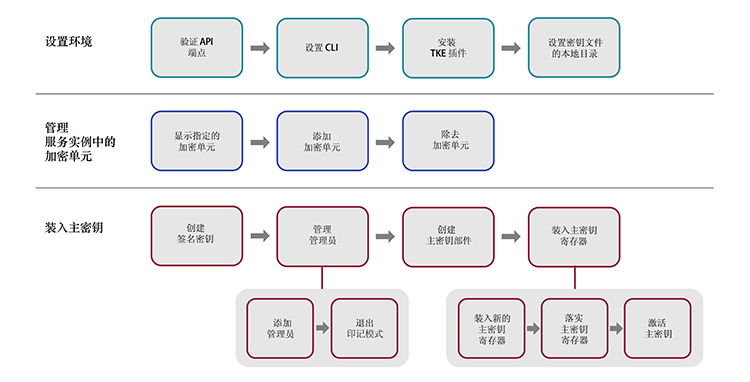 设置环境
验证 API
端点
设置 CLI
安装
TKE 插件
设置密钥文件
的本地目录
管理
服务实例中的
加密单元
显示指定的
加密单元
添加
加密单元
除去
加密单元
装入主密钥
创建
签名密钥
管理
管理员
创建
主密钥部件
装入主密钥
寄存器
添加
管理员
退出
印记模式
装入新的
主密钥
寄存器
落实
主密钥
寄存器
激活
主密钥